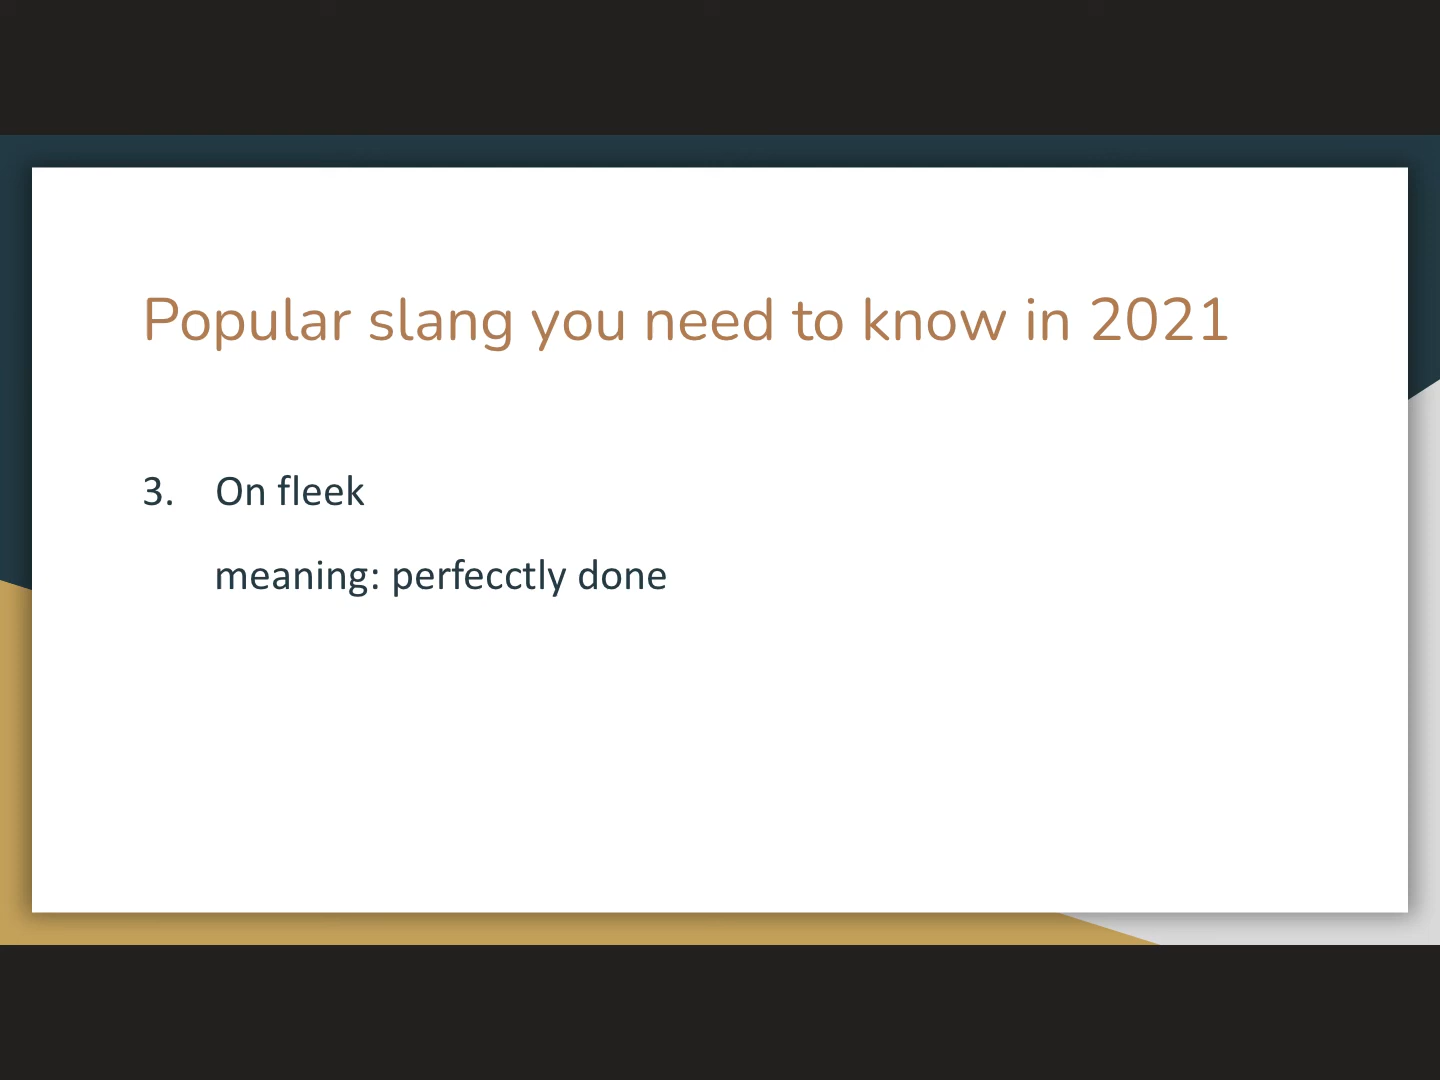 Popular slang you need to know in 2021
3. On fleek
meaning: perfecctly done